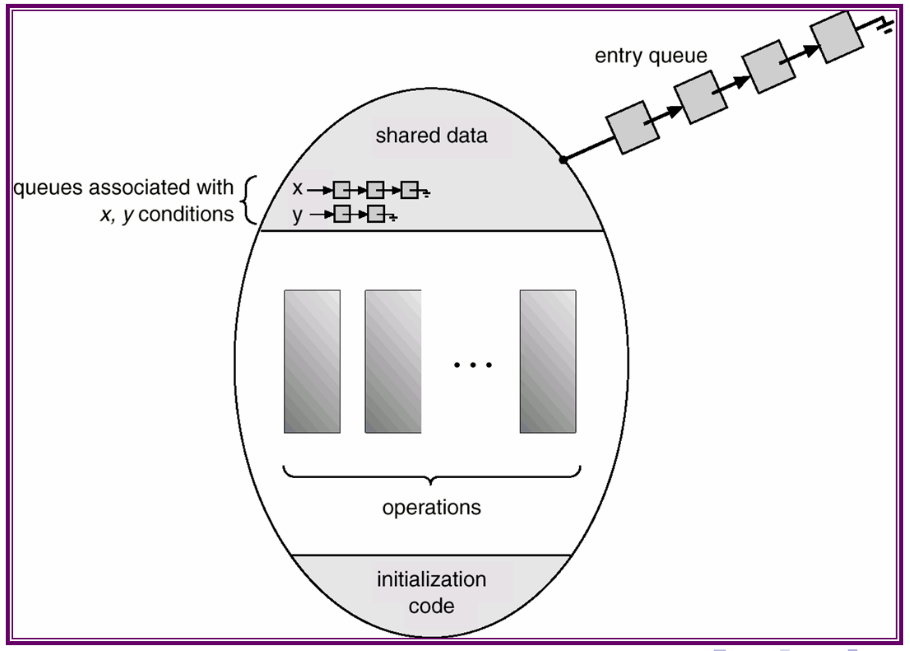 entry queue
shared data
queues associated with
x, y conditions
x
y
...
operations
initialization
code